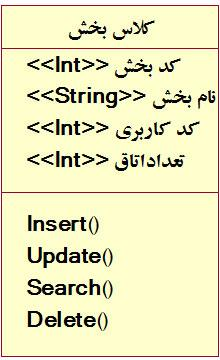 کلاس بخش
کد بخش <<Int>>
نام بخش <<String>>
کد کاربری <<Int>>
تعداداتاق <<Int>>
Insert()
Update()
Search()
Delete()